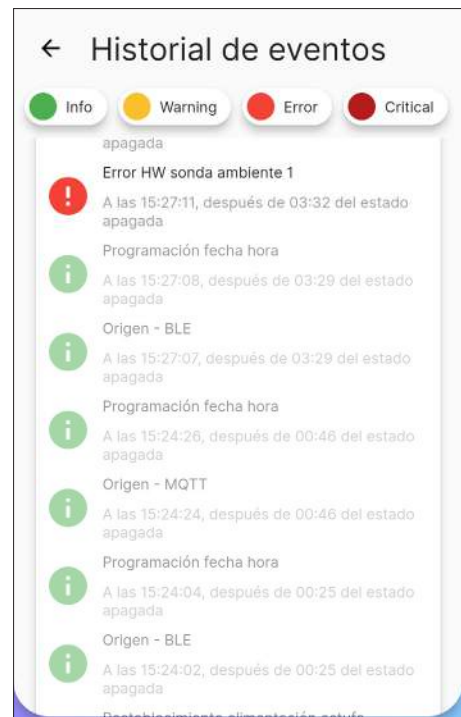 Historial de eventos
Info
Warning
Error
Critical
apagada
Error HW sonda ambiente 1
A las 15:27:11, después de 03:32 del estado
apagada
Programación fecha hora
A las 15:27:08, después de 03:29 del estado
apagada
Origen - BLE
A las 15:27:07, después de 03:29 del estado
apagada
Programación fecha hora
A las 15:24:26, después de 00:46 del estado
apagada
Origen - MQTT
A las 15:24:24, después de 00:46 del estado
apagada
Programación fecha hora
A las 15:24:04, después de 00:25 del estado
apagada
Origen - BLE
A las 15:24:02, después de 00:25 del estado
apagada